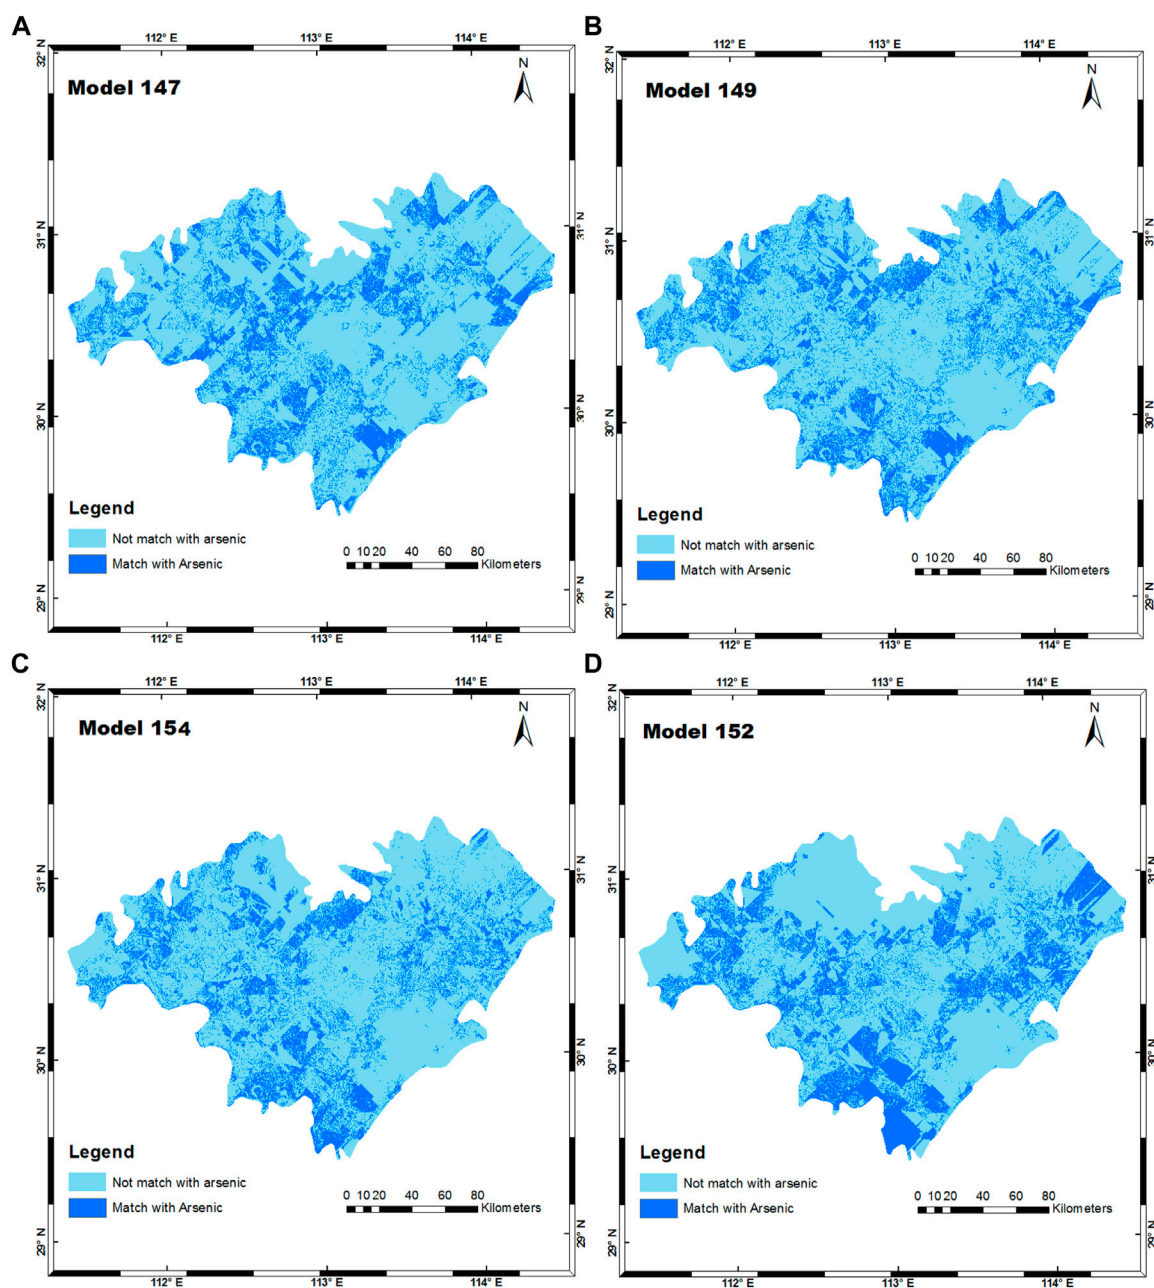 A
112° E 113° E 114° E
32° N
Model 147
N
31° N
31° N
30° N
30° N
Legend
Not match with arsenic
Match with Arsenic
0 10 20 40 60 80
Kilometers
29° N
29° N
112° E 113° E 114° E
B
113° E 114° E
32° N
Model 149
N
31° N
31° N
30° N
30° N
Legend
Not match with arsenic
Match with Arsenic
0 10 20 40 60 80
Kilometers
29° N
29° N
112° E 113° E 114° E
C
112° E 113° E 114° E
32° N
Model 154
N
31° N
31° N
30° N
30° N
Legend
Not match with arsenic
Match with Arsenic
0 10 20 40 60 80
Kilometers
29° N
29° N
112° E 113° E 114° E
D
112° E 113° E 114° E
32° N
Model 152
N
31° N
31° N
30° N
30° N
Legend
Not match with arsenic
Match with Arsenic
0 10 20 40 60 80
Kilometers
29° N
29° N
112° E 113° E 114° E